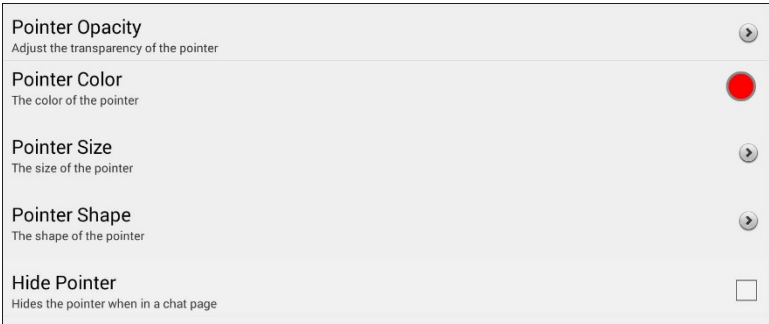 Pointer Opacity
Adjust the transparency of the pointer
Pointer Color
The color of the pointer
Pointer Size
The size of the pointer
Pointer Shape
The shape of the pointer
Hide Pointer
Hides the pointer when in a chat page